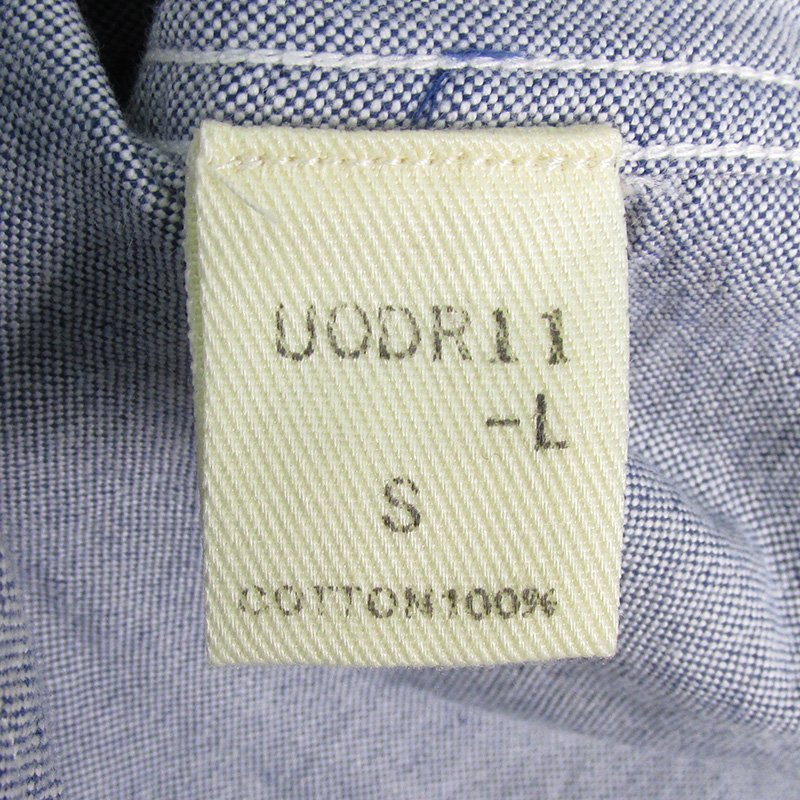 UODR11
-L
S
COTTON100%